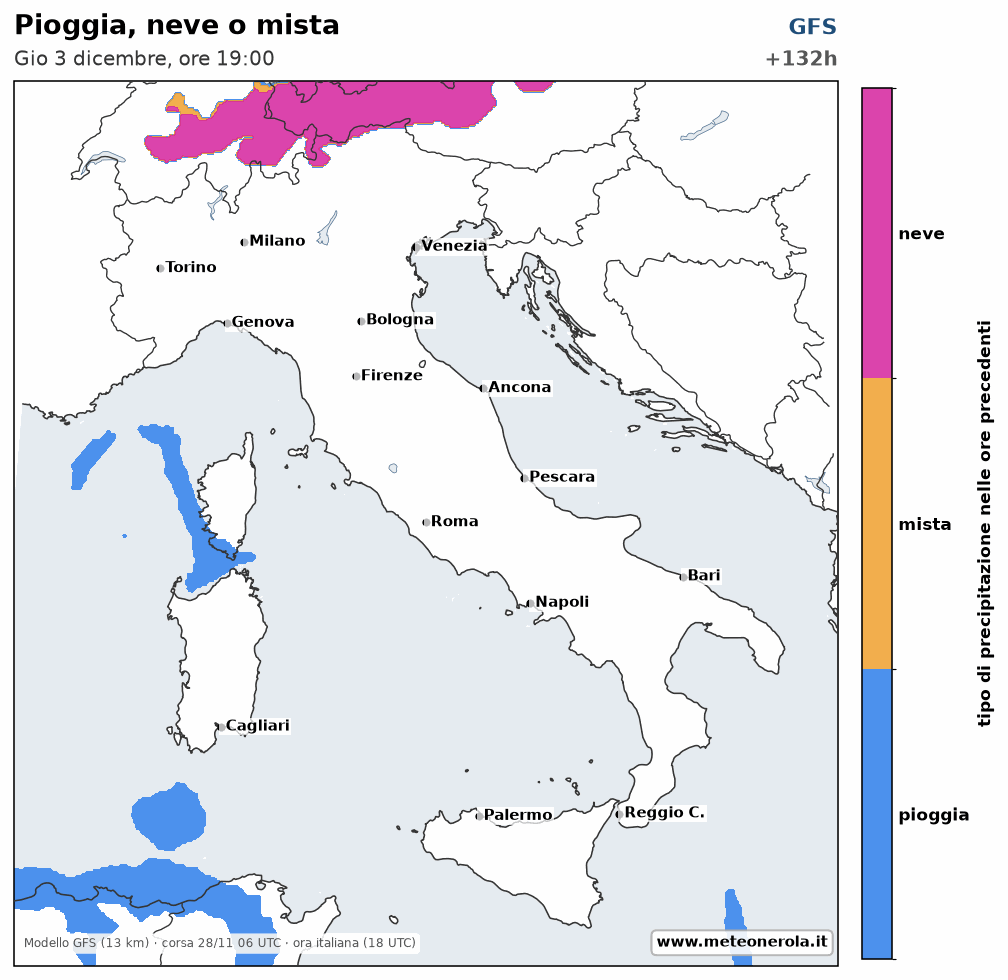 Pioggia, neve o mista
GFS
Gio 3 dicembre, ore 19:00
+132h
neve
mista
pioggia
tipo di precipitazione nelle ore precedenti
Milano
Venezia
Torino
Genova
Bologna
Firenze
Ancona
Pescara
Roma
Bari
Napoli
Cagliari
Palermo
Reggio C.
Modello GFS (13 km) · corsa 28/11 06 UTC · ora italiana (18 UTC)
www.meteonerola.it